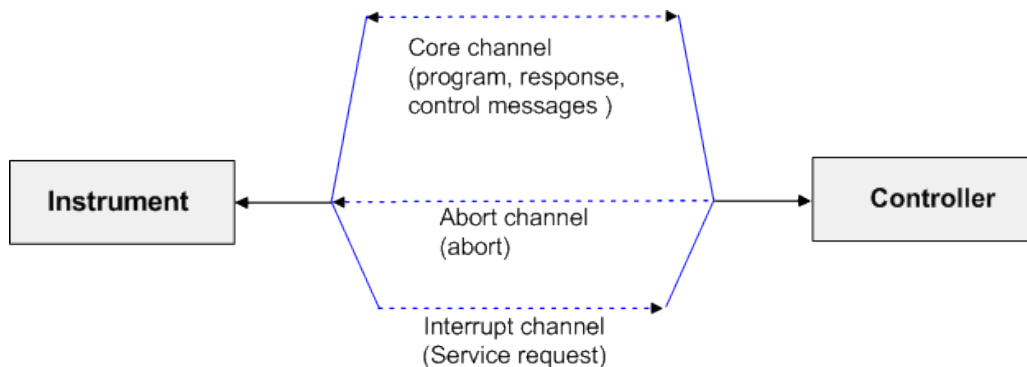 Core channel
(program, response,
control messages )
Instrument
Controller
Abort channel
(abort)
Interrupt channel
(Service request)